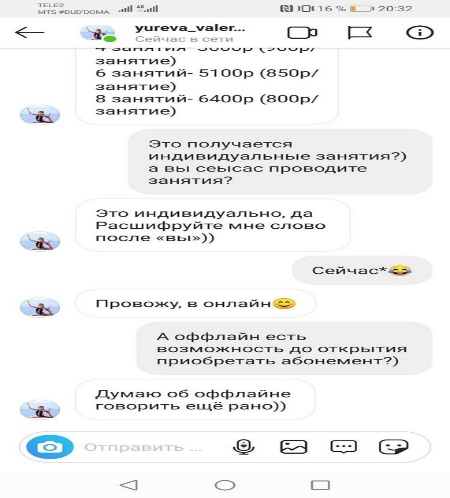 TELE2
MTS #BUD'DOMA
16 %
20:32
yureva_valer...
Сейчас в сети
4 занятия- 3600р (900р/
занятие)
6 занятий- 5100р (850р/
занятие)
8 занятий- 6400р (800р/
занятие)
Это получается
индивидуальные занятия?)
а вы сеысас проводите
занятия?
Это индивидуально, да
Расшифруйте мне слово
после «вы»))
Сейчас*😂
Провожу, в онлайн😊
А оффлайн есть
возможность до открытия
приобретать абонемент?)
Думаю об оффлайне
говорить ещё рано))
Отправить ...